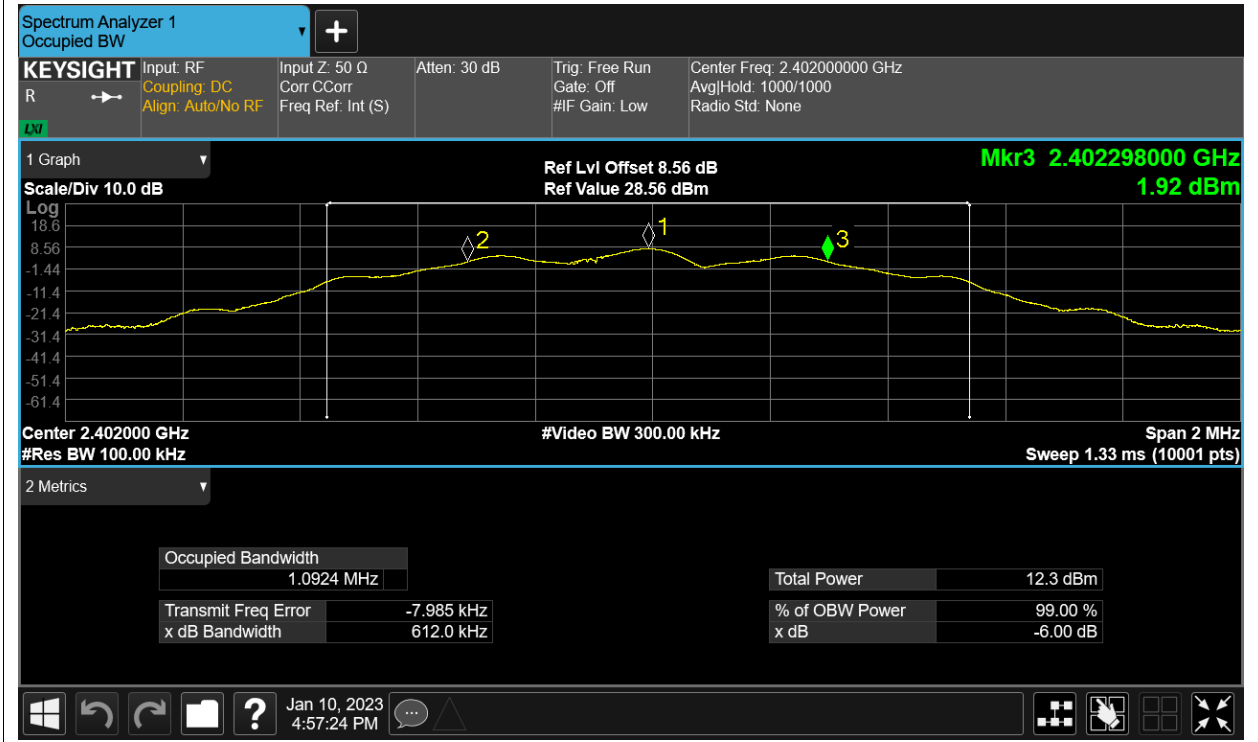 Spectrum Analyzer 1
Occupied BW
KEYSIGHT
R
LXI
Input: RF
Coupling: DC
Align: Auto/No RF
Input Z: 50 Ω
Corr CCorr
Freq Ref: Int (S)
Atten: 30 dB
Trig: Free Run
Gate: Off
#IF Gain: Low
Center Freq: 2.402000000 GHz
Avg|Hold: 1000/1000
Radio Std: None
1 Graph
Scale/Div 10.0 dB
Ref Lvl Offset 8.56 dB
Ref Value 28.56 dBm
Mkr3 2.402298000 GHz
1.92 dBm
Log
18.6
8.56
-1.44
-11.4
-21.4
-31.4
-41.4
-51.4
-61.4
2
1
3
Center 2.402000 GHz
#Video BW 300.00 kHz
Span 2 MHz
#Res BW 100.00 kHz
Sweep 1.33 ms (10001 pts)
2 Metrics
Occupied Bandwidth
1.0924 MHz
Transmit Freq Error -7.985 kHz
x dB Bandwidth 612.0 kHz
Total Power 12.3 dBm
% of OBW Power 99.00 %
x dB -6.00 dB
?
Jan 10, 2023
4:57:24 PM